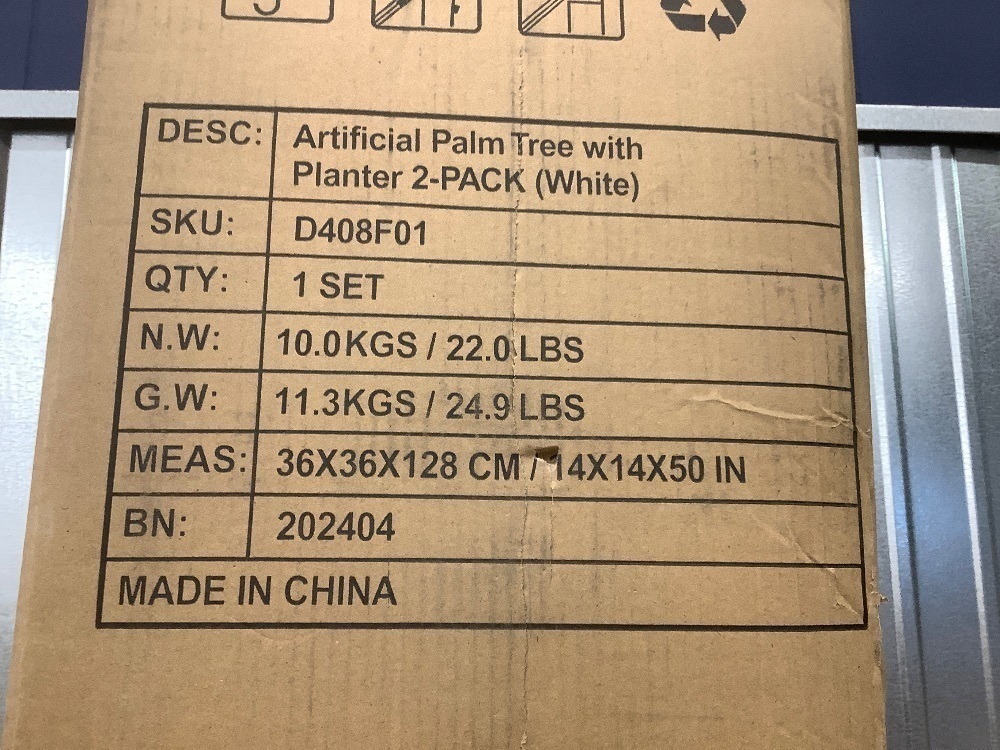 DESC: Artificial Palm Tree with
Planter 2-PACK (White)
SKU: D408F01
QTY: 1 SET
N.W: 10.0KGS / 22.0 LBS
G.W: 11.3KGS / 24.9 LBS
MEAS: 36X36X128 CM / 14X14X50 IN
BN: 202404
MADE IN CHINA